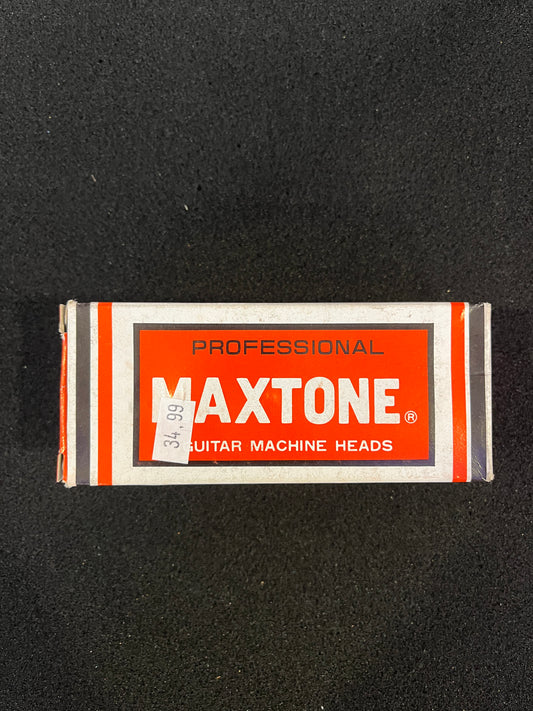 PROFESSIONAL
MAXTONE®
34,99
GUITAR MACHINE HEADS